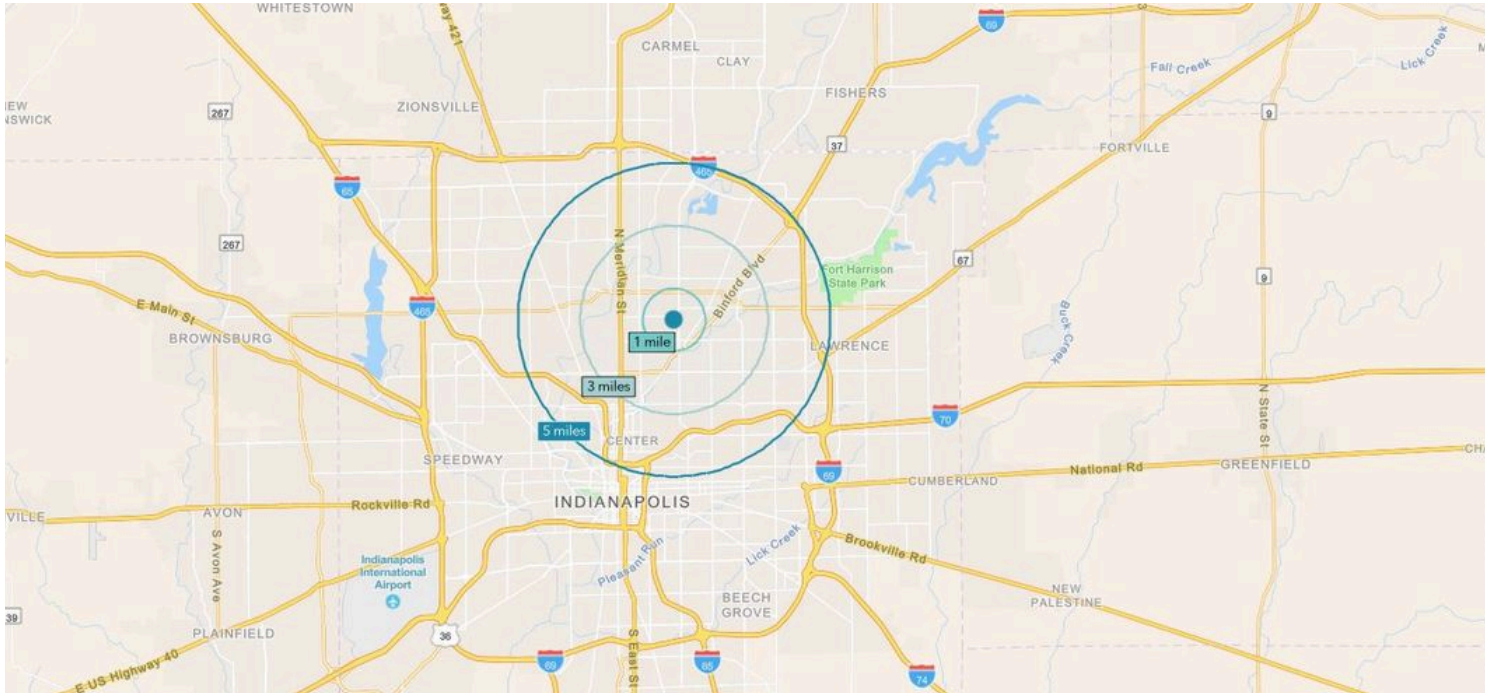 WHITESTOWN
way 421
69
CARMEL
CLAY
Lick Creek
Fall Creek
FISHERS
EW
NSWICK
267
ZIONSVILLE
9
37
FORTVILLE
465
65
N Meridian St
267
67
Binford Blvd
Fort Harrison
State Park
9
E Main St
465
BROWNSBURG
1 mile
LAWRENCE
Buck Creek
3 miles
N State St
70
5 miles
CENTER
SPEEDWAY
69
National Rd
GREENFIELD
CHA
CUMBERLAND
Rockville Rd
INDIANAPOLIS
VILLE
AVON
S Avon Ave
Lick Creek
Brookville Rd
Pleasant Run
Indianapolis
International
Airport
NEW
PALESTINE
BEECH
GROVE
39
PLAINFIELD
36
S East St
69
65
74
E US Highway 40